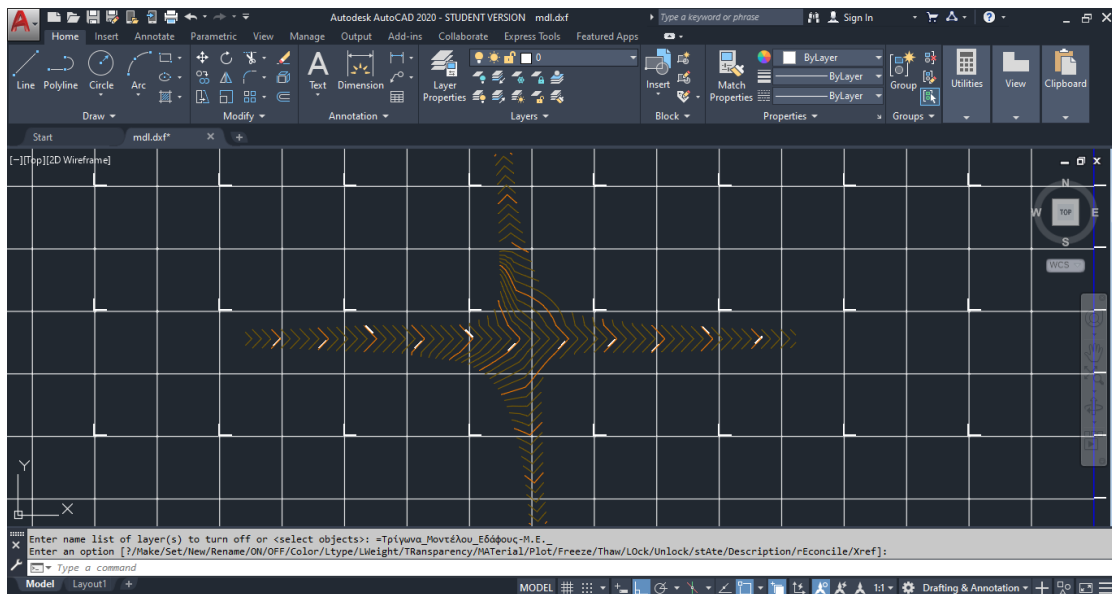 Autodesk AutoCAD 2020 - STUDENT VERSION mdl.dxf
Type a keyword or phrase
Sign In
Home Insert Annotate Parametric View Manage Output Add-ins Collaborate Express Tools Featured Apps
0
ByLayer
ByLayer
ByLayer
Line Polyline Circle Arc
Text Dimension
Layer Properties
Insert
Match Properties
Group
Utilities View Clipboard
Draw Modify Annotation Layers Block Properties Groups
Start mdl.dxf*
[−][Top][2D Wireframe]
N
W TOP E
S
WCS
Y
X
Enter name list of layer(s) to turn off or <select objects>: =Τρίγωνα_Μοντέλου_Εδάφους-Μ.Ε._
Enter an option [?/Make/Set/New/Rename/ON/OFF/Color/Ltype/LWeight/TRansparency/MATerial/Plot/Freeze/Thaw/LOck/Unlock/stAte/Description/rEconcile/Xref]:
Type a command
Model Layout1 +
MODEL 1:1 Drafting & Annotation